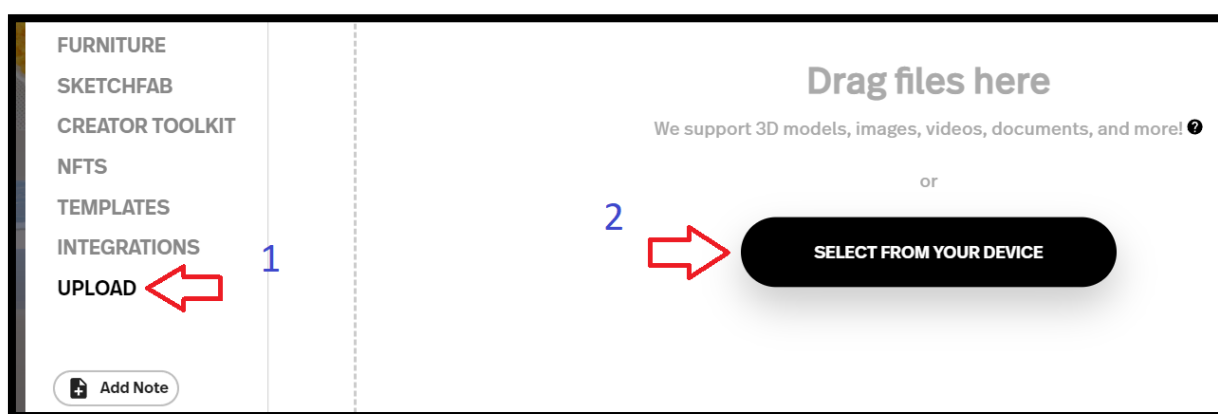 FURNITURE
SKETCHFAB
CREATOR TOOLKIT
NFTS
TEMPLATES
INTEGRATIONS
UPLOAD
1
Add Note
Drag files here
We support 3D models, images, videos, documents, and more! ?
or
2
SELECT FROM YOUR DEVICE